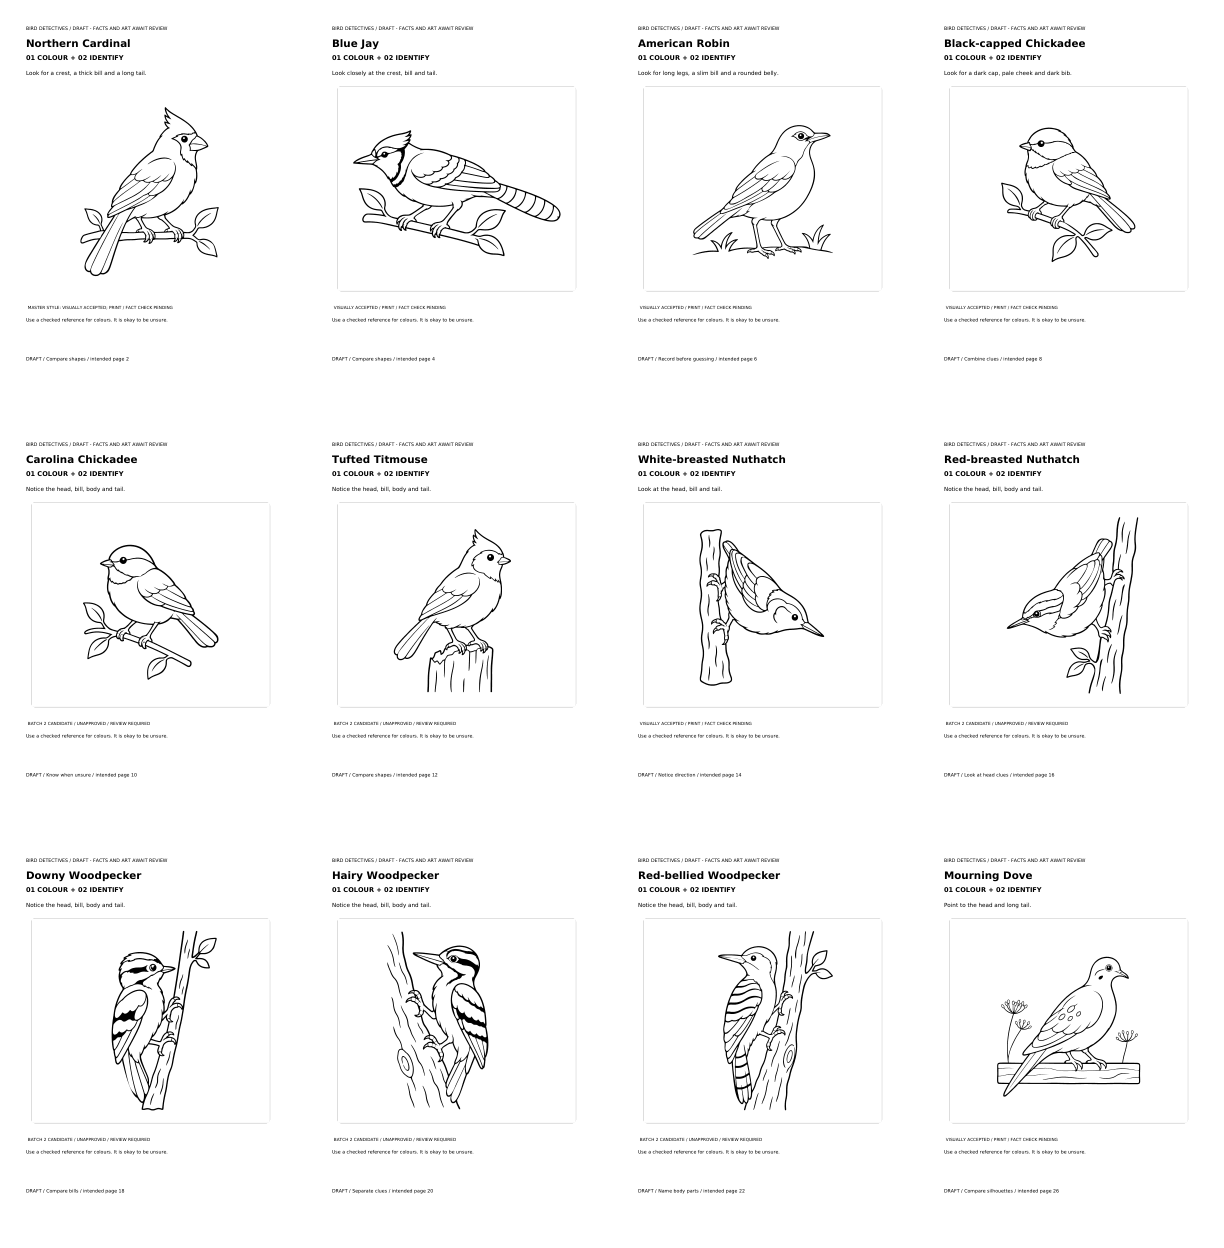 BIRD DETECTIVES / DRAFT - FACTS AND ART AWAIT REVIEW
Northern Cardinal
01 COLOUR + 02 IDENTIFY
Look for a crest, a thick bill and a long tail.
MASTER STYLE: VISUALLY ACCEPTED; PRINT / FACT CHECK PENDING
Use a checked reference for colours. It is okay to be unsure.
DRAFT / Compare shapes / intended page 2
BIRD DETECTIVES / DRAFT - FACTS AND ART AWAIT REVIEW
Blue Jay
01 COLOUR + 02 IDENTIFY
Look closely at the crest, bill and tail.
VISUALLY ACCEPTED / PRINT / FACT CHECK PENDING
Use a checked reference for colours. It is okay to be unsure.
DRAFT / Compare shapes / intended page 4
BIRD DETECTIVES / DRAFT - FACTS AND ART AWAIT REVIEW
American Robin
01 COLOUR + 02 IDENTIFY
Look for long legs, a slim bill and a rounded belly.
VISUALLY ACCEPTED / PRINT / FACT CHECK PENDING
Use a checked reference for colours. It is okay to be unsure.
DRAFT / Record before guessing / intended page 6
BIRD DETECTIVES / DRAFT - FACTS AND ART AWAIT REVIEW
Black-capped Chickadee
01 COLOUR + 02 IDENTIFY
Look for a dark cap, pale cheek and dark bib.
VISUALLY ACCEPTED / PRINT / FACT CHECK PENDING
Use a checked reference for colours. It is okay to be unsure.
DRAFT / Combine clues / intended page 8
BIRD DETECTIVES / DRAFT - FACTS AND ART AWAIT REVIEW
Carolina Chickadee
01 COLOUR + 02 IDENTIFY
Notice the head, bill, body and tail.
BATCH 2 CANDIDATE / UNAPPROVED / REVIEW REQUIRED
Use a checked reference for colours. It is okay to be unsure.
DRAFT / Know when unsure / intended page 10
BIRD DETECTIVES / DRAFT - FACTS AND ART AWAIT REVIEW
Tufted Titmouse
01 COLOUR + 02 IDENTIFY
Notice the head, bill, body and tail.
BATCH 2 CANDIDATE / UNAPPROVED / REVIEW REQUIRED
Use a checked reference for colours. It is okay to be unsure.
DRAFT / Compare shapes / intended page 12
BIRD DETECTIVES / DRAFT - FACTS AND ART AWAIT REVIEW
White-breasted Nuthatch
01 COLOUR + 02 IDENTIFY
Look at the head, bill and tail.
VISUALLY ACCEPTED / PRINT / FACT CHECK PENDING
Use a checked reference for colours. It is okay to be unsure.
DRAFT / Notice direction / intended page 14
BIRD DETECTIVES / DRAFT - FACTS AND ART AWAIT REVIEW
Red-breasted Nuthatch
01 COLOUR + 02 IDENTIFY
Notice the head, bill, body and tail.
BATCH 2 CANDIDATE / UNAPPROVED / REVIEW REQUIRED
Use a checked reference for colours. It is okay to be unsure.
DRAFT / Look at head clues / intended page 16
BIRD DETECTIVES / DRAFT - FACTS AND ART AWAIT REVIEW
Downy Woodpecker
01 COLOUR + 02 IDENTIFY
Notice the head, bill, body and tail.
BATCH 2 CANDIDATE / UNAPPROVED / REVIEW REQUIRED
Use a checked reference for colours. It is okay to be unsure.
DRAFT / Compare bills / intended page 18
BIRD DETECTIVES / DRAFT - FACTS AND ART AWAIT REVIEW
Hairy Woodpecker
01 COLOUR + 02 IDENTIFY
Notice the head, bill, body and tail.
BATCH 2 CANDIDATE / UNAPPROVED / REVIEW REQUIRED
Use a checked reference for colours. It is okay to be unsure.
DRAFT / Separate clues / intended page 20
BIRD DETECTIVES / DRAFT - FACTS AND ART AWAIT REVIEW
Red-bellied Woodpecker
01 COLOUR + 02 IDENTIFY
Notice the head, bill, body and tail.
BATCH 2 CANDIDATE / UNAPPROVED / REVIEW REQUIRED
Use a checked reference for colours. It is okay to be unsure.
DRAFT / Name body parts / intended page 22
BIRD DETECTIVES / DRAFT - FACTS AND ART AWAIT REVIEW
Mourning Dove
01 COLOUR + 02 IDENTIFY
Point to the head and long tail.
VISUALLY ACCEPTED / PRINT / FACT CHECK PENDING
Use a checked reference for colours. It is okay to be unsure.
DRAFT / Compare silhouettes / intended page 26